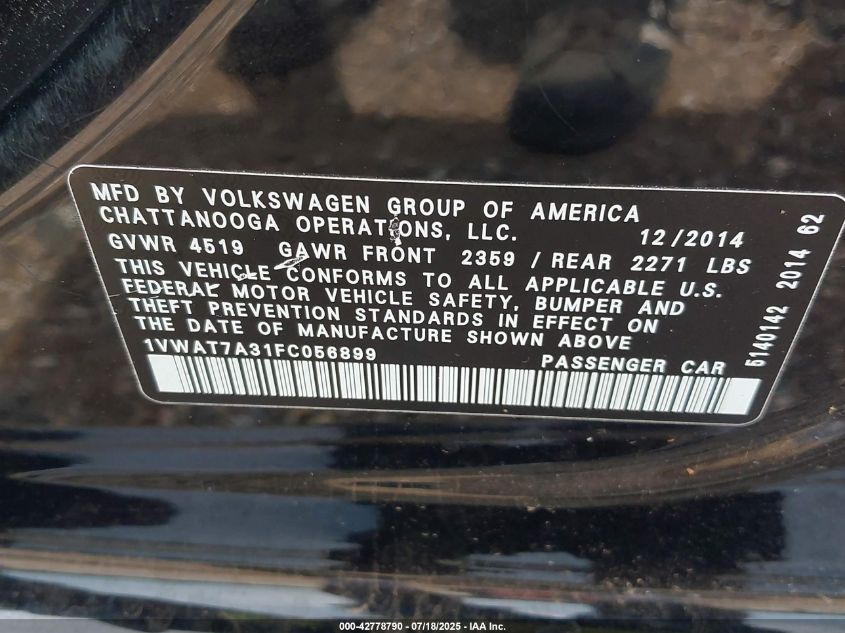 MFD BY VOLKSWAGEN GROUP OF AMERICA
CHATTANOOGA OPERATIONS, LLC. 12/2014
GVWR 4519 GAWR FRONT 2359 / REAR 2271 LBS
THIS VEHICLE CONFORMS TO ALL APPLICABLE U.S.
FEDERAL MOTOR VEHICLE SAFETY, BUMPER AND
THEFT PREVENTION STANDARDS IN EFFECT ON
THE DATE OF MANUFACTURE SHOWN ABOVE
1VWAT7A31FC056899 PASSENGER CAR
5140142 2014 62
000-42778790 - 07/18/2025 - IAA Inc.